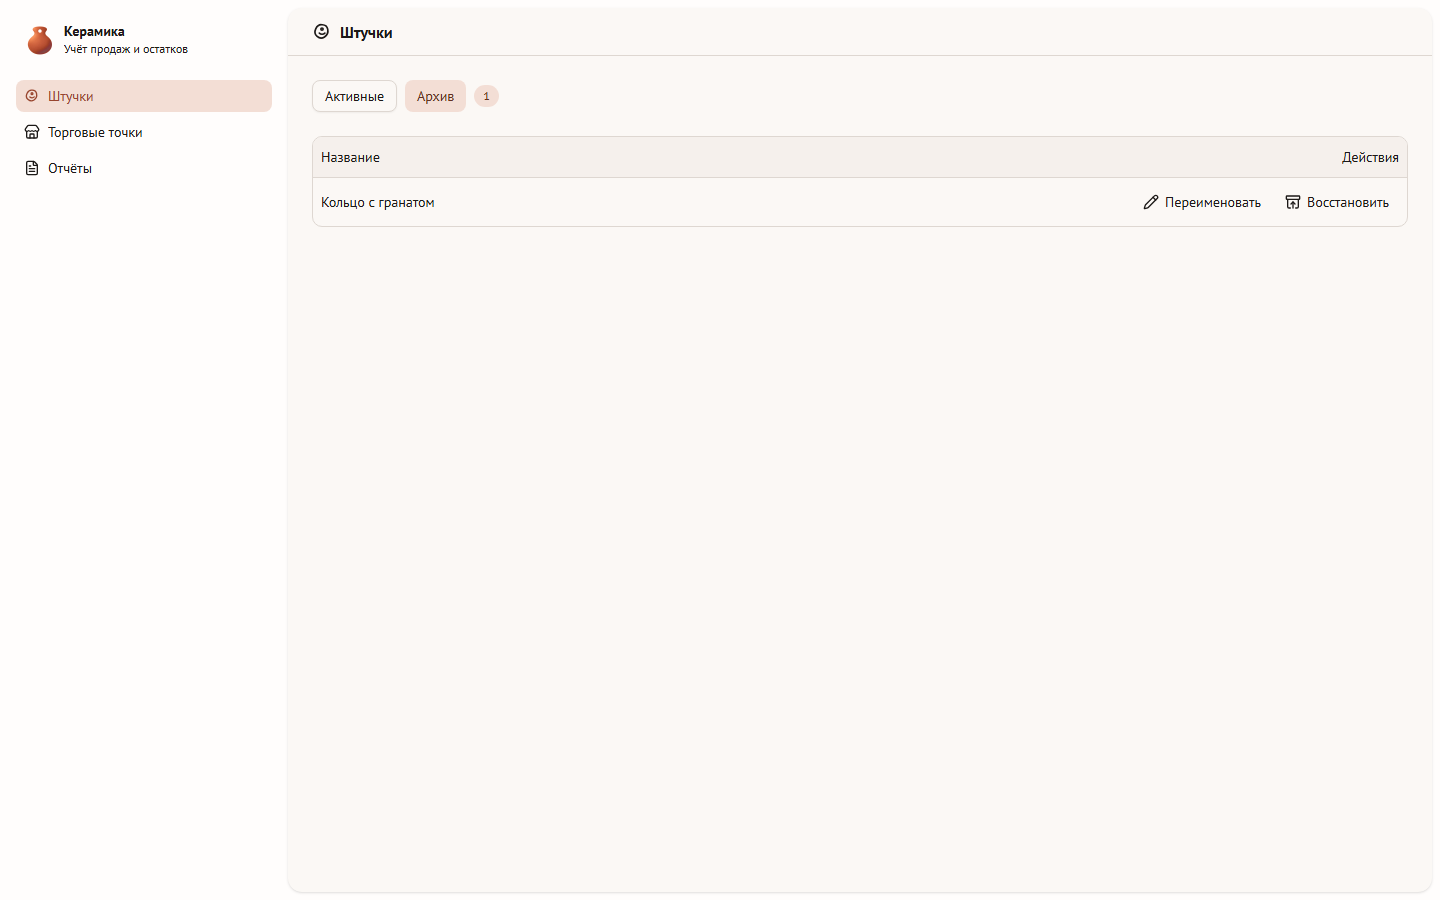 Керамика
Учёт продаж и остатков
Штучки
Торговые точки
Отчёты
Штучки
Активные Архив 1
Название Действия
Кольцо с гранатом Переименовать Восстановить